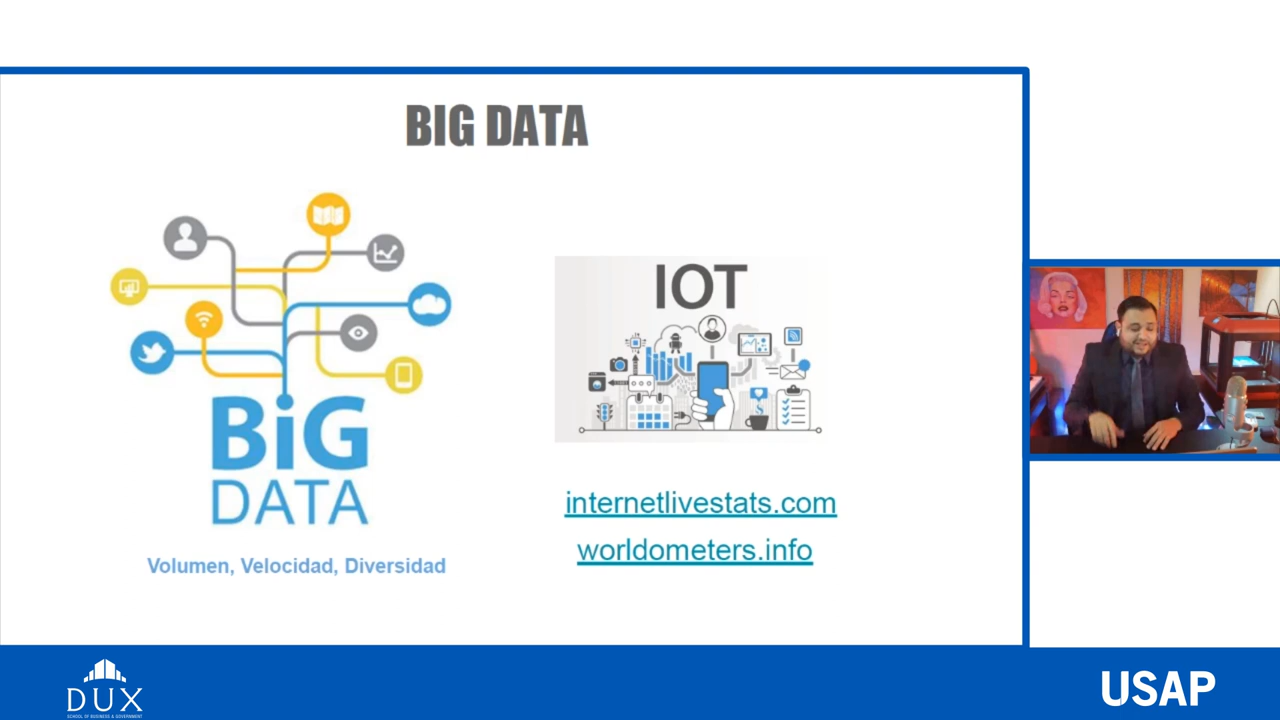 BIG DATA
BiG
DATA
Volumen, Velocidad, Diversidad
IOT
internetlivestats.com
worldometers.info
DUX
SCHOOL OF BUSINESS & GOVERNMENT
USAP